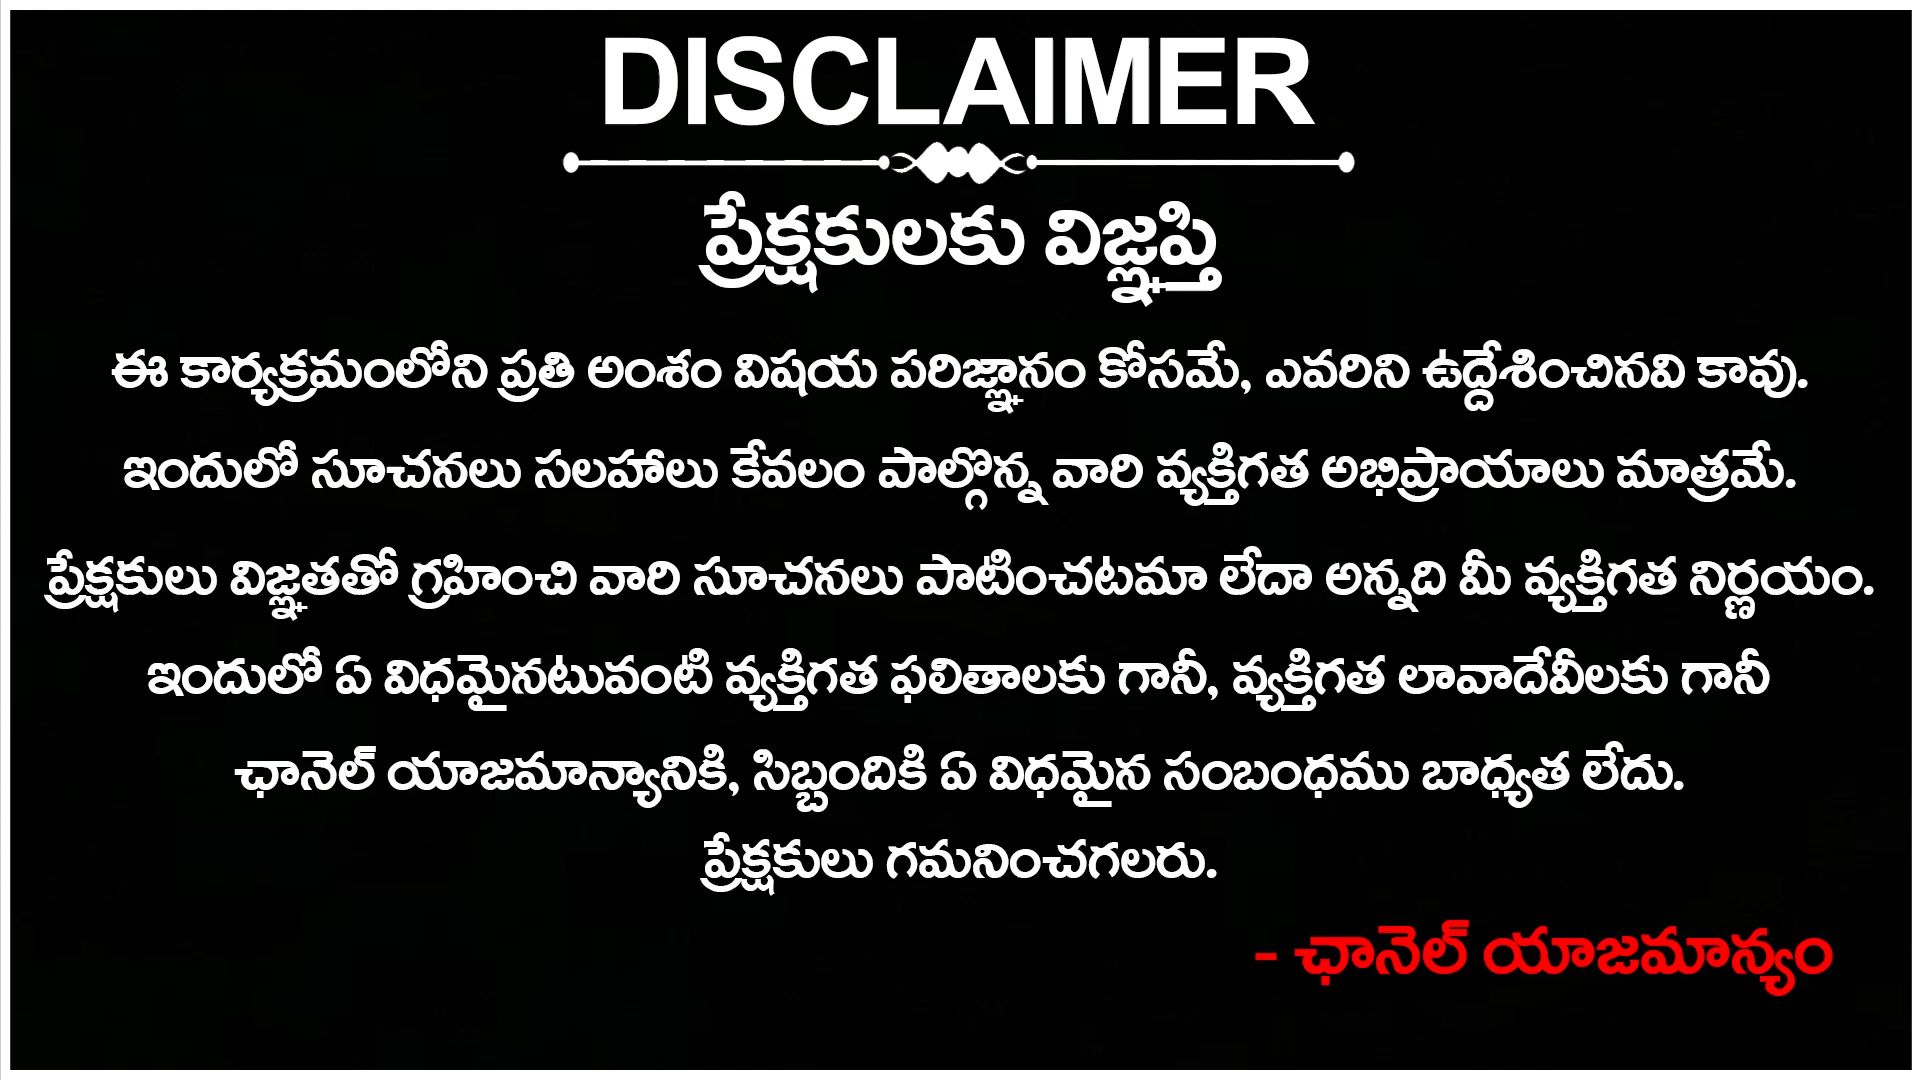 DISCLAIMER
ప్రేక్షకులకు విజ్ఞప్తి
ఈ కార్యక్రమంలోని ప్రతి అంశం విషయ పరిజ్ఞానం కోసమే, ఎవరిని ఉద్దేశించినవి కావు.
ఇందులో సూచనలు సలహాలు కేవలం పాల్గొన్న వారి వ్యక్తిగత అభిప్రాయాలు మాత్రమే.
ప్రేక్షకులు విజ్ఞతతో గ్రహించి వారి సూచనలు పాటించటమా లేదా అన్నది మీ వ్యక్తిగత నిర్ణయం.
ఇందులో ఏ విధమైనటువంటి వ్యక్తిగత ఫలితాలకు గానీ, వ్యక్తిగత లావాదేవీలకు గానీ
ఛానెల్ యాజమాన్యానికి, సిబ్బందికి ఏ విధమైన సంబంధము బాధ్యత లేదు.
ప్రేక్షకులు గమనించగలరు.
- ఛానెల్ యాజమాన్యం